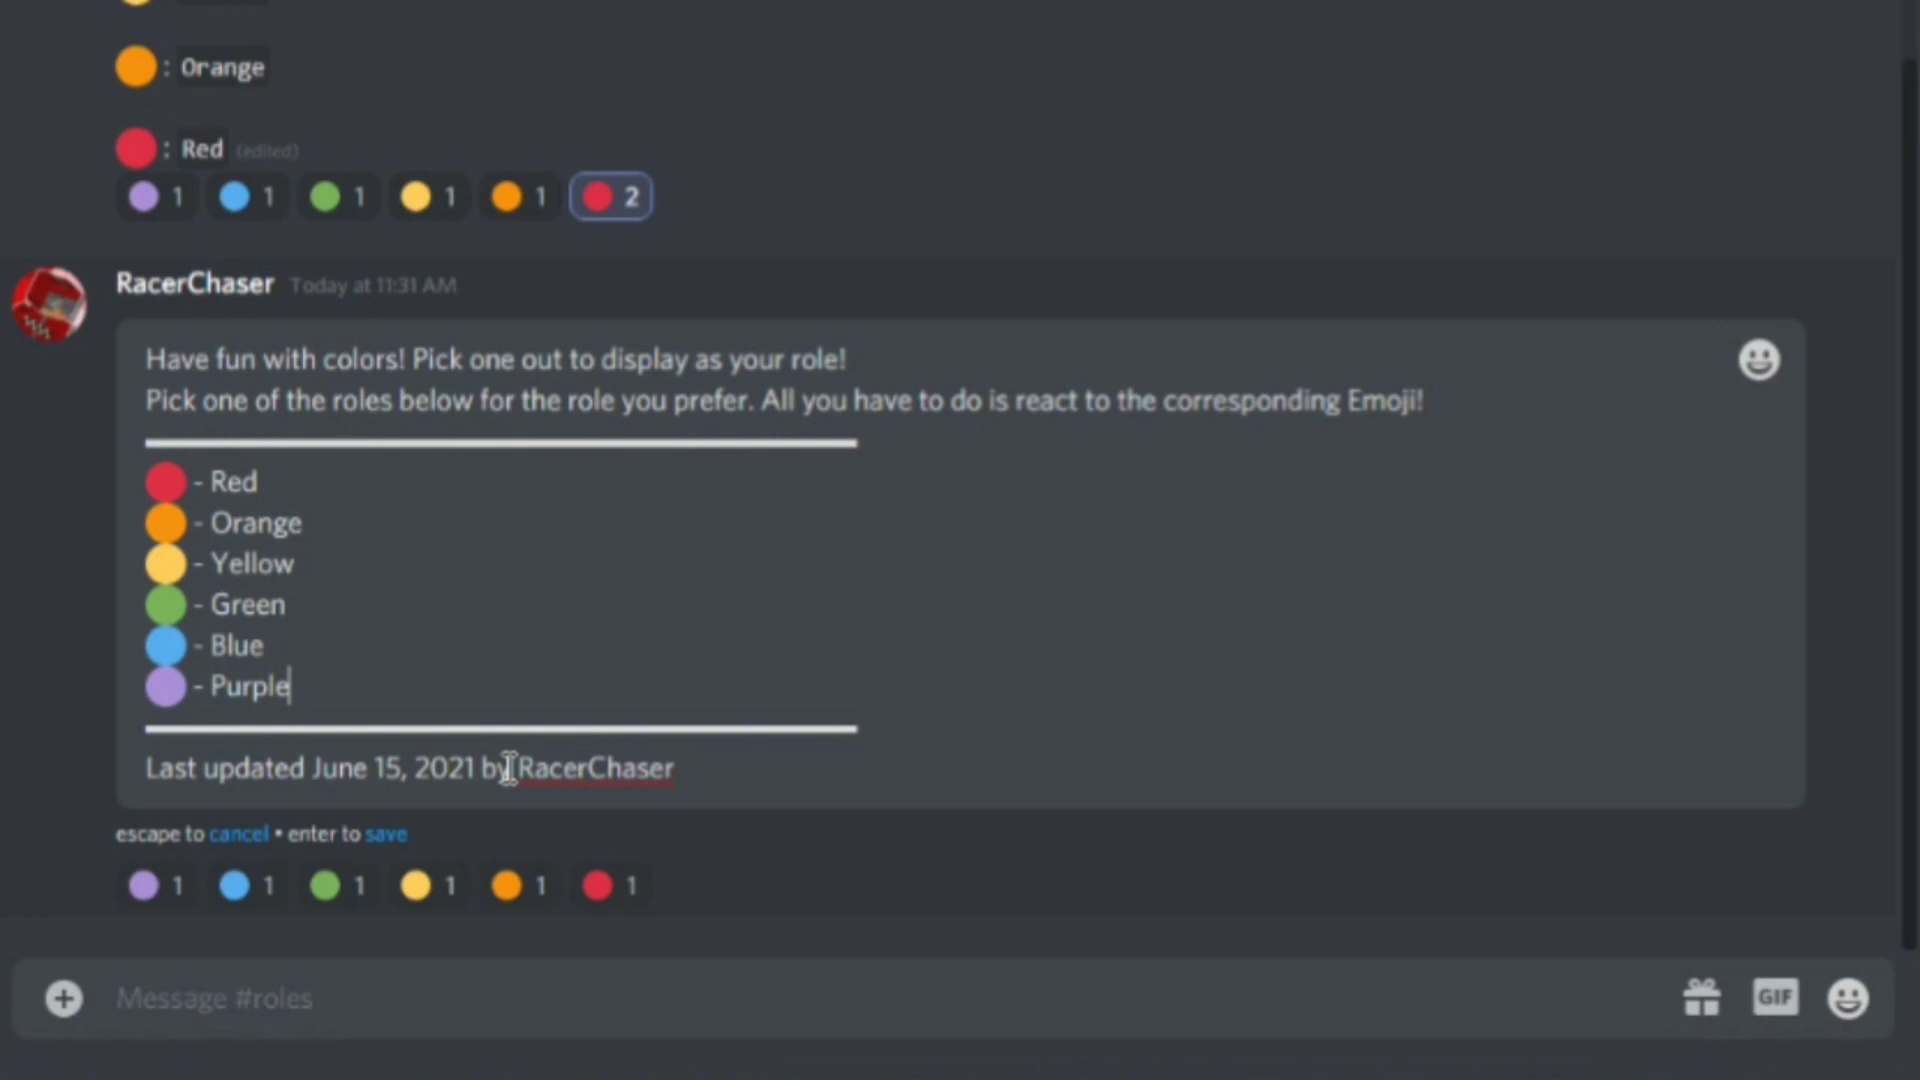 : Orange
: Red (edited)
1 1 1 1 1 2
RacerChaser Today at 11:31 AM
Have fun with colors! Pick one out to display as your role!
Pick one of the roles below for the role you prefer. All you have to do is react to the corresponding Emoji!
- Red
- Orange
- Yellow
- Green
- Blue
- Purple
Last updated June 15, 2021 by RacerChaser
escape to cancel • enter to save
1 1 1 1 1 1
Message #roles
GIF